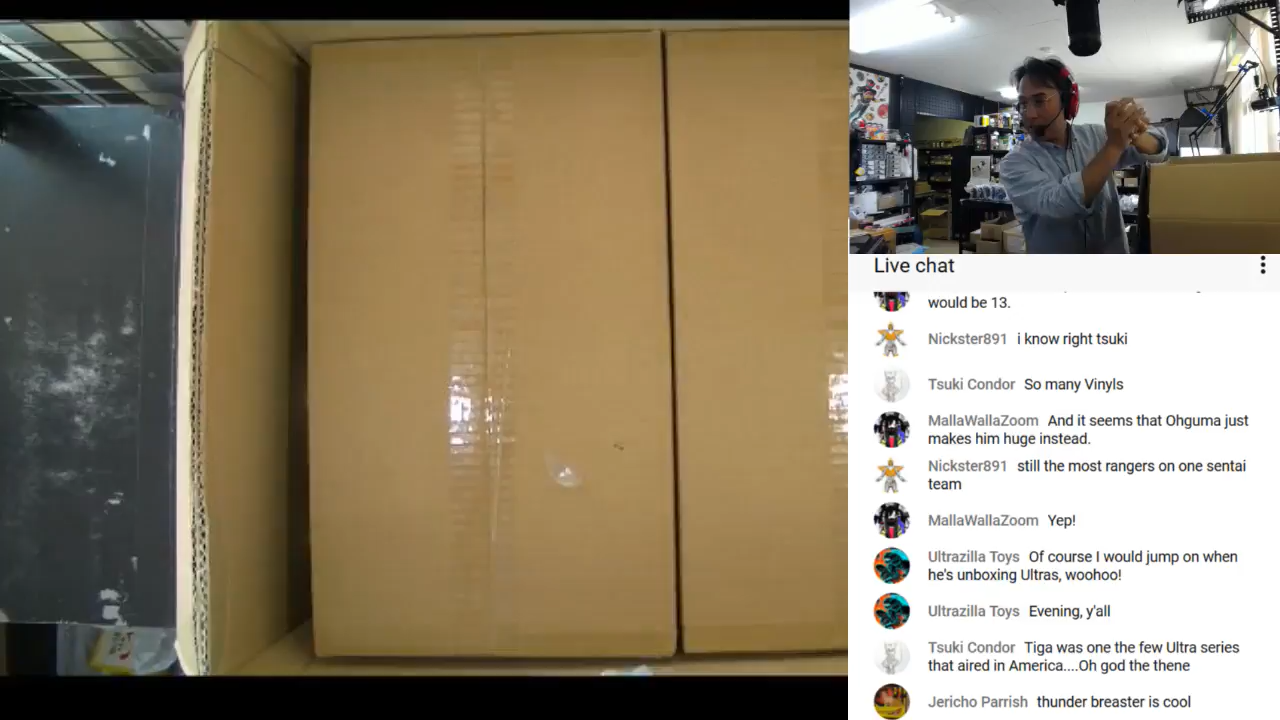 Live chat
would be 13.
Nickster891 i know right tsuki
Tsuki Condor So many Vinyls
MallaWallaZoom And it seems that Ohguma just
makes him huge instead.
Nickster891 still the most rangers on one sentai
team
MallaWallaZoom Yep!
Ultrazilla Toys Of course I would jump on when
he's unboxing Ultras, woohoo!
Ultrazilla Toys Evening, y'all
Tsuki Condor Tiga was one the few Ultra series
that aired in America....Oh god the thene
Jericho Parrish thunder breaster is cool